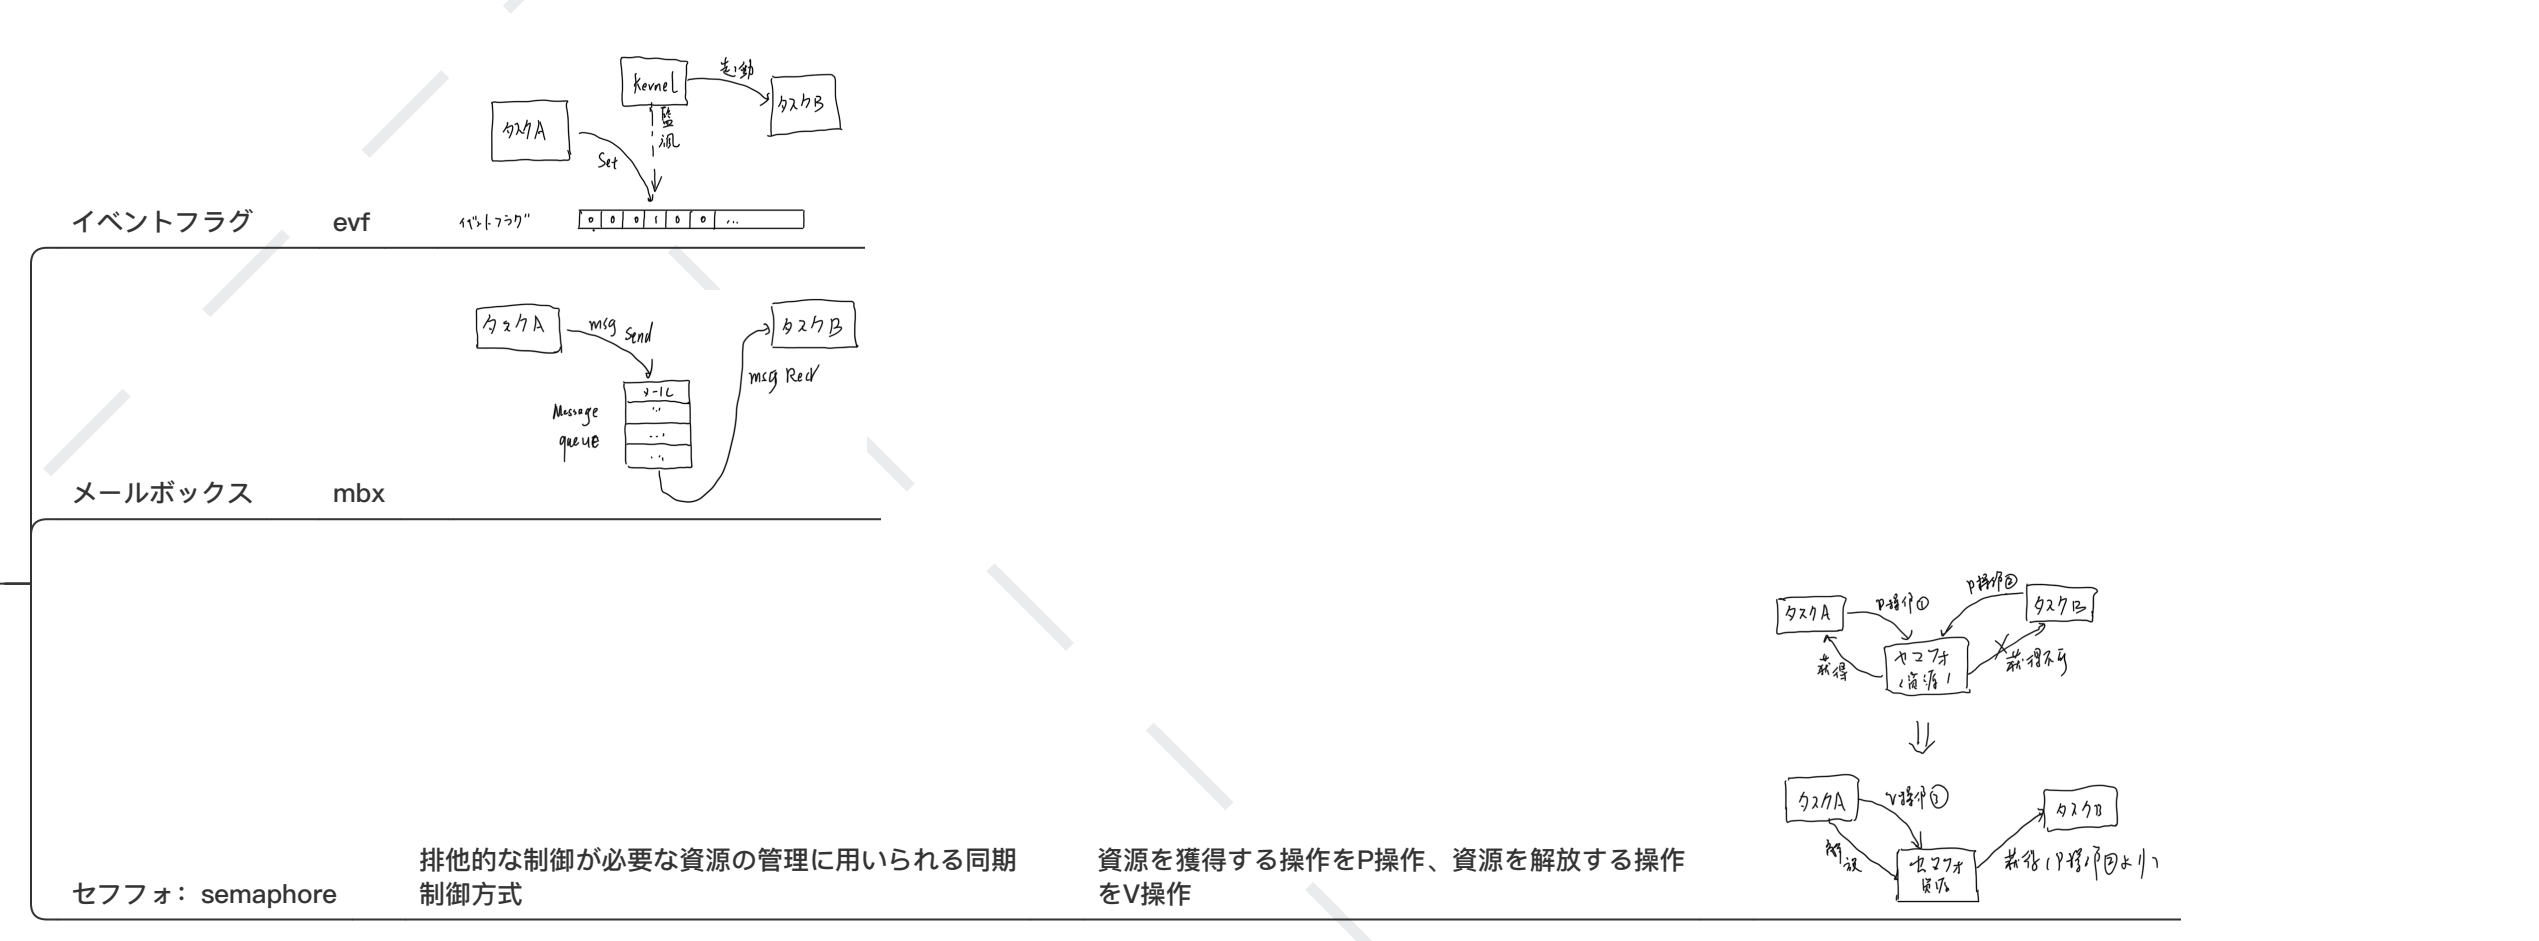 Kernel
起動
タスクB
タスクA
監視
Set
イベントフラグ evf
イベントフラグ
0 0 0 1 0 0 ...
タスクA
msg send
タスクB
msg Recv
メール
...
...
...
Message
queue
メールボックス mbx
P操作①
P操作②
タスクA
タスクB
セマフォ
(資源)
獲得
獲得不可
タスクA
V操作③
タスクB
解放
セマフォ
資源
獲得(P操作②より)
セフフォ：semaphore
排他的な制御が必要な資源の管理に用いられる同期
制御方式
資源を獲得する操作をP操作、資源を解放する操作
をV操作